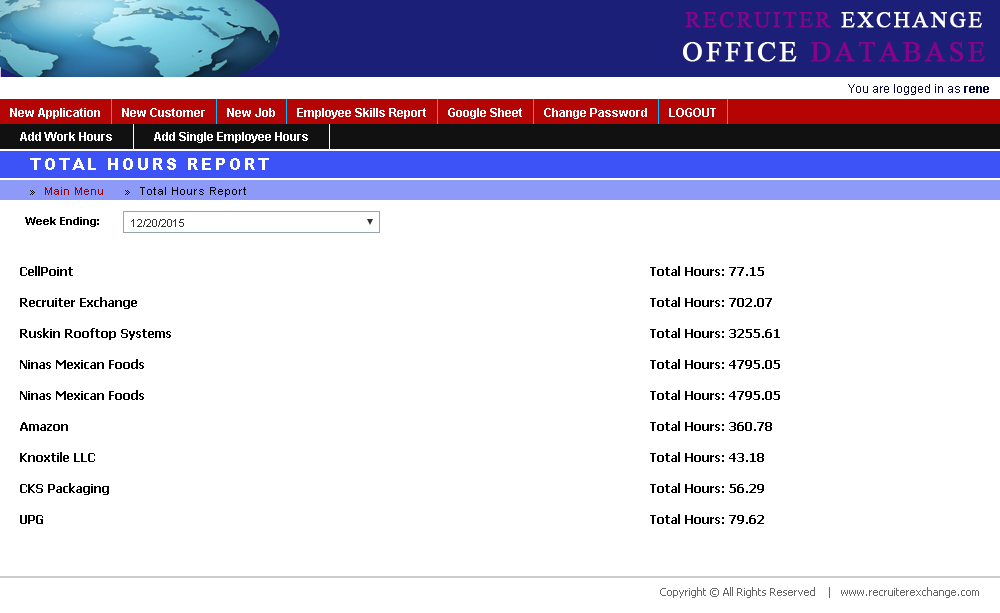 RECRUITER EXCHANGE
OFFICE DATABASE
You are logged in as rene
New Application New Customer New Job Employee Skills Report Google Sheet Change Password LOGOUT
Add Work Hours Add Single Employee Hours
TOTAL HOURS REPORT
» Main Menu » Total Hours Report
Week Ending: 12/20/2015 ▼
CellPoint Total Hours: 77.15
Recruiter Exchange Total Hours: 702.07
Ruskin Rooftop Systems Total Hours: 3255.61
Ninas Mexican Foods Total Hours: 4795.05
Ninas Mexican Foods Total Hours: 4795.05
Amazon Total Hours: 360.78
Knoxtile LLC Total Hours: 43.18
CKS Packaging Total Hours: 56.29
UPG Total Hours: 79.62
Copyright © All Rights Reserved | www.recruiterexchange.com